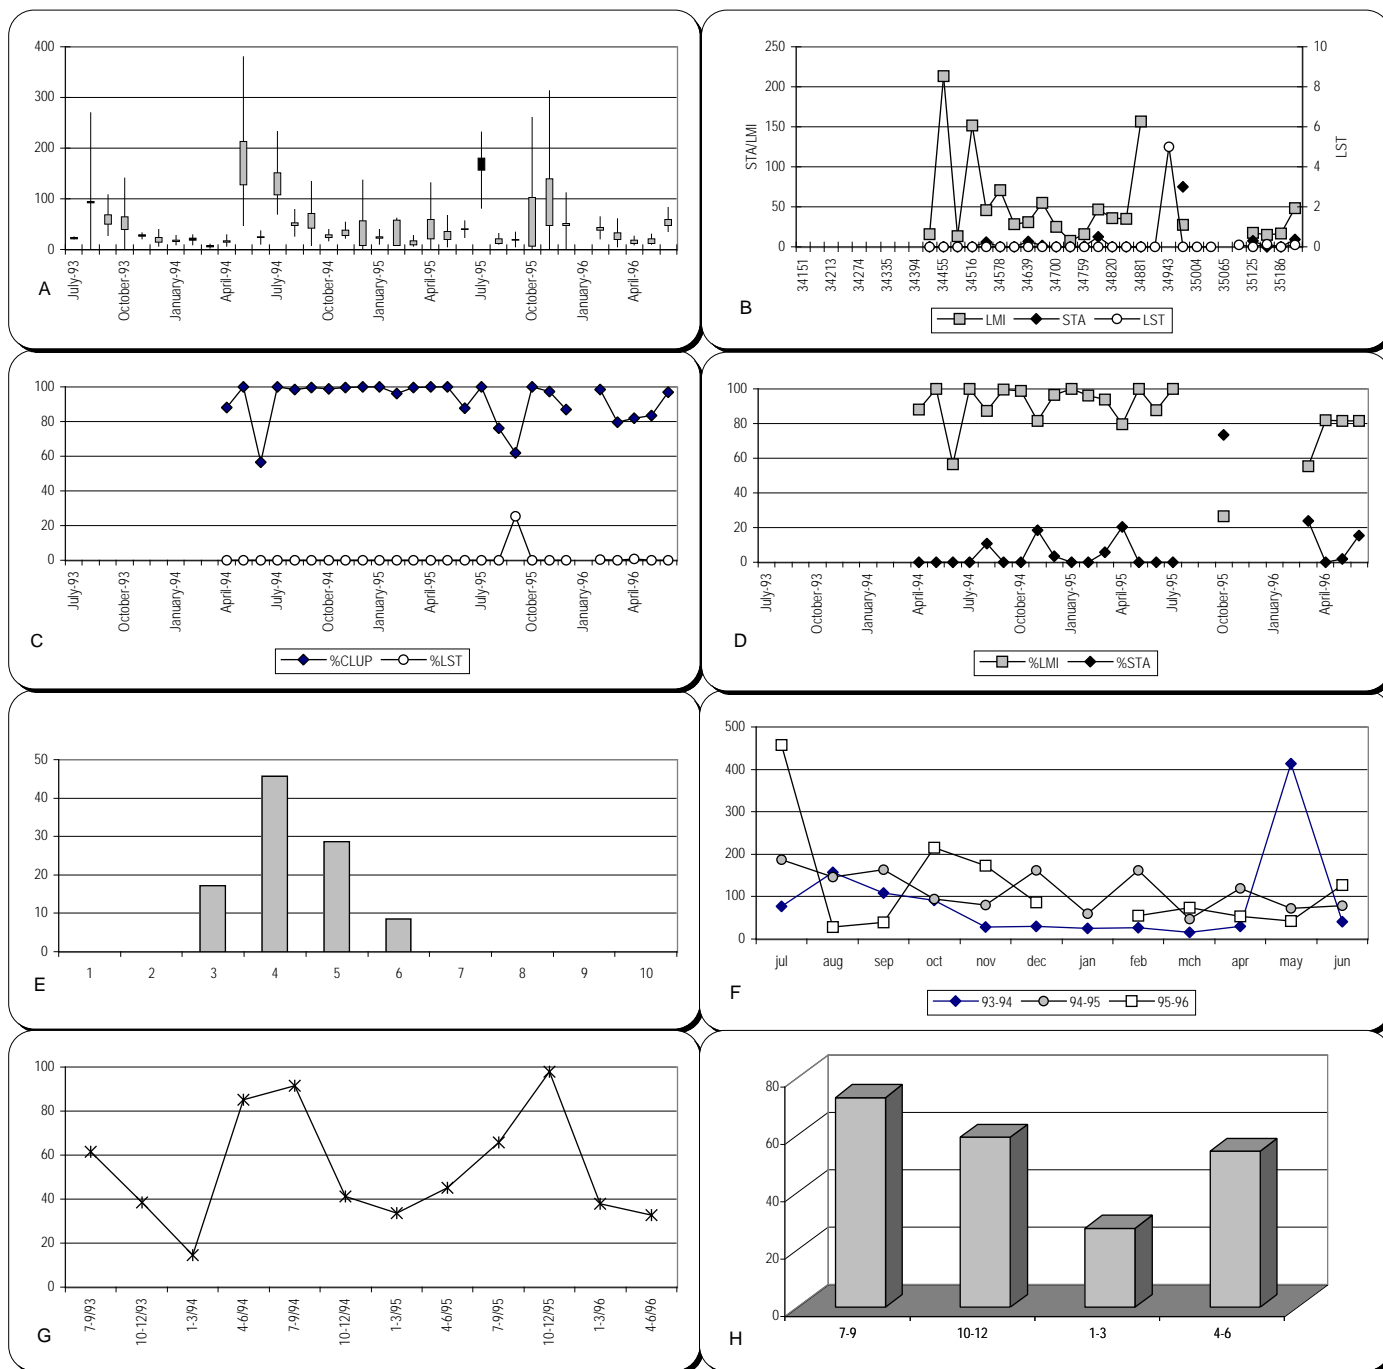 400
300
200
100
0
July-93
October-93
January-94
April-94
July-94
October-94
January-95
April-95
July-95
October-95
January-96
April-96
A
250
200
150
100
50
0
STA/LMI
10
8
6
4
2
0
LST
34151
34213
34274
34335
34394
34455
34516
34578
34639
34700
34759
34820
34881
34943
35004
35065
35125
35186
B
LMI STA LST
100
80
60
40
20
0
July-93
October-93
January-94
April-94
July-94
October-94
January-95
April-95
July-95
October-95
January-96
April-96
C
%CLUP %LST
100
80
60
40
20
0
July-93
October-93
January-94
April-94
July-94
October-94
January-95
April-95
July-95
October-95
January-96
April-96
D
%LMI %STA
50
40
30
20
10
0
1 2 3 4 5 6 7 8 9 10
E
500
400
300
200
100
0
jul aug sep oct nov dec jan feb mch apr may jun
F
93-94 94-95 95-96
100
80
60
40
20
0
7-9/93
10-12/93
1-3/94
4-6/94
7-9/94
10-12/94
1-3/95
4-6/95
7-9/95
10-12/95
1-3/96
4-6/96
G
80
60
40
20
0
7-9 10-12 1-3 4-6
H